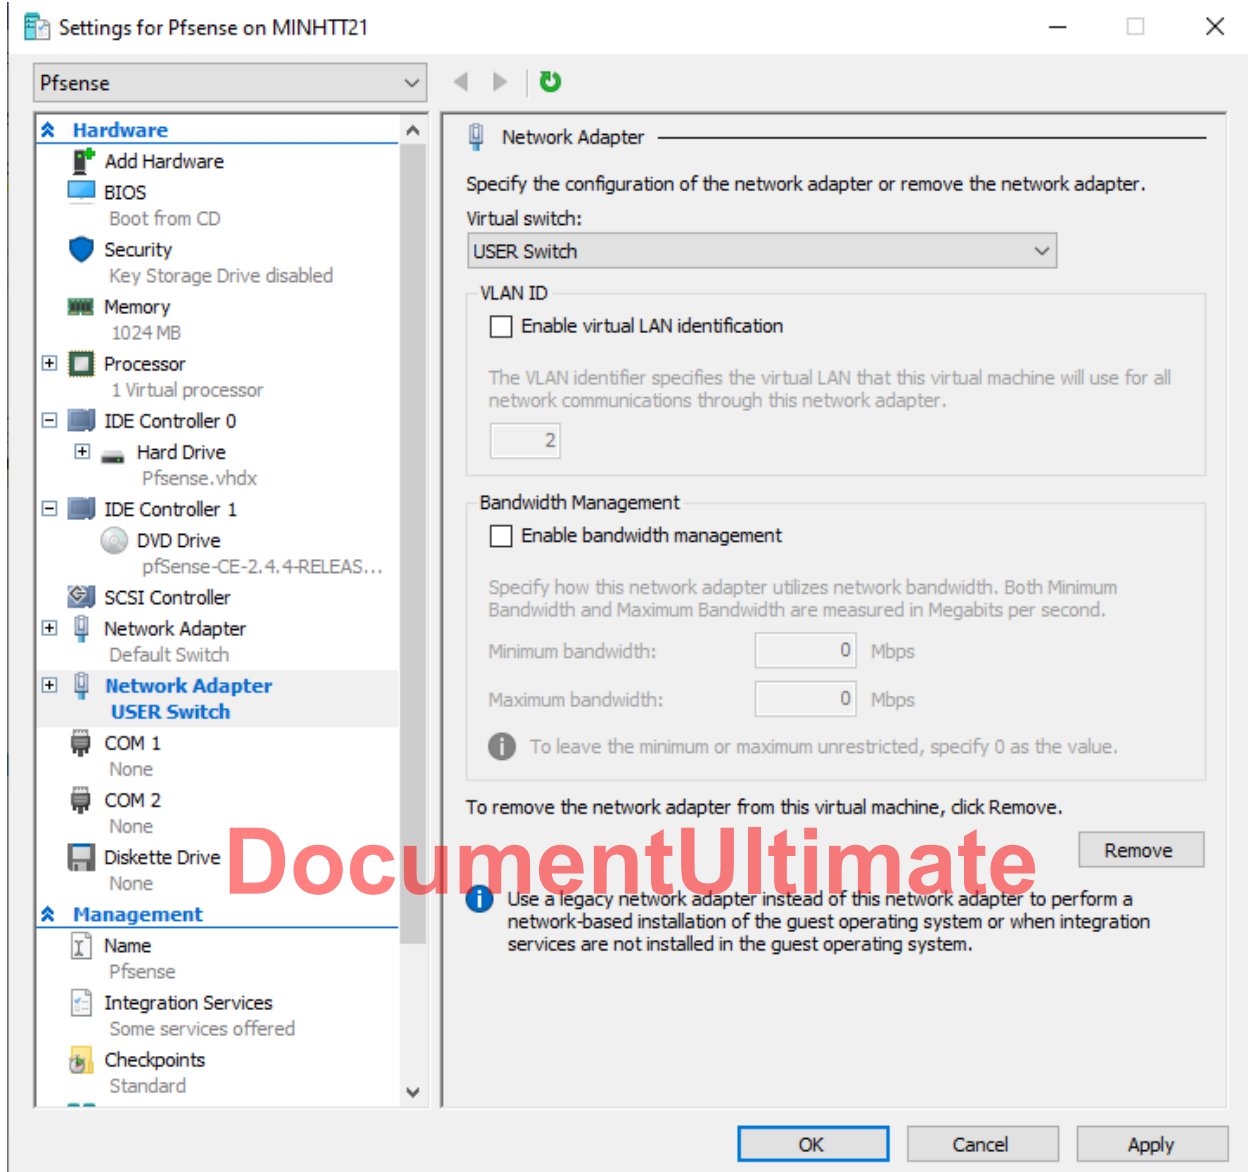 Settings for Pfsense on MINHTT21
Pfsense
Hardware
Add Hardware
BIOS
Boot from CD
Security
Key Storage Drive disabled
Memory
1024 MB
Processor
1 Virtual processor
IDE Controller 0
Hard Drive
Pfsense.vhdx
IDE Controller 1
DVD Drive
pfSense-CE-2.4.4-RELEAS...
SCSI Controller
Network Adapter
Default Switch
Network Adapter
USER Switch
COM 1
None
COM 2
None
Diskette Drive
None
Management
Name
Pfsense
Integration Services
Some services offered
Checkpoints
Standard
Network Adapter
Specify the configuration of the network adapter or remove the network adapter.
Virtual switch:
USER Switch
VLAN ID
Enable virtual LAN identification
The VLAN identifier specifies the virtual LAN that this virtual machine will use for all
network communications through this network adapter.
2
Bandwidth Management
Enable bandwidth management
Specify how this network adapter utilizes network bandwidth. Both Minimum
Bandwidth and Maximum Bandwidth are measured in Megabits per second.
Minimum bandwidth: 0 Mbps
Maximum bandwidth: 0 Mbps
To leave the minimum or maximum unrestricted, specify 0 as the value.
To remove the network adapter from this virtual machine, click Remove.
Remove
DocumentUltimate
Use a legacy network adapter instead of this network adapter to perform a
network-based installation of the guest operating system or when integration
services are not installed in the guest operating system.
OK Cancel Apply